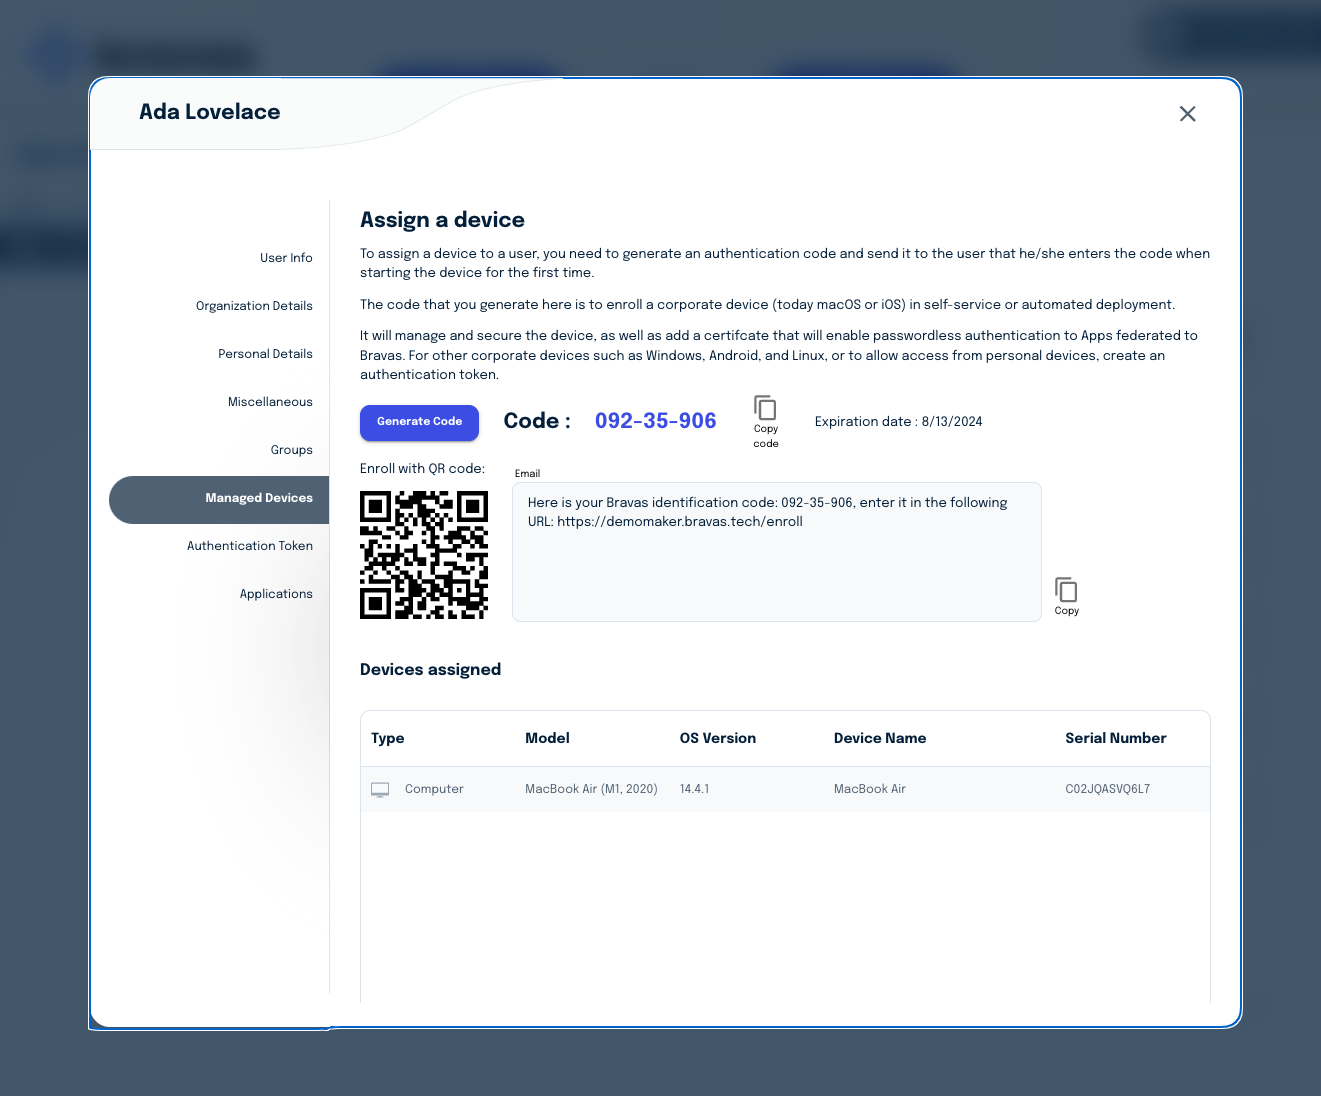 Ada Lovelace
User Info
Organization Details
Personal Details
Miscellaneous
Groups
Managed Devices
Authentication Token
Applications
Assign a device
To assign a device to a user, you need to generate an authentication code and send it to the user that he/she enters the code when
starting the device for the first time.
The code that you generate here is to enroll a corporate device (today macOS or iOS) in self-service or automated deployment.
It will manage and secure the device, as well as add a certifcate that will enable passwordless authentication to Apps federated to
Bravas. For other corporate devices such as Windows, Android, and Linux, or to allow access from personal devices, create an
authentication token.
Generate Code
Code :
092-35-906
Copy
code
Expiration date : 8/13/2024
Enroll with QR code:
Email
Here is your Bravas identification code: 092-35-906, enter it in the following
URL: https://demomaker.bravas.tech/enroll
Copy
Devices assigned
Type Model OS Version Device Name Serial Number
Computer MacBook Air (M1, 2020) 14.4.1 MacBook Air C02JQASVQ6L7